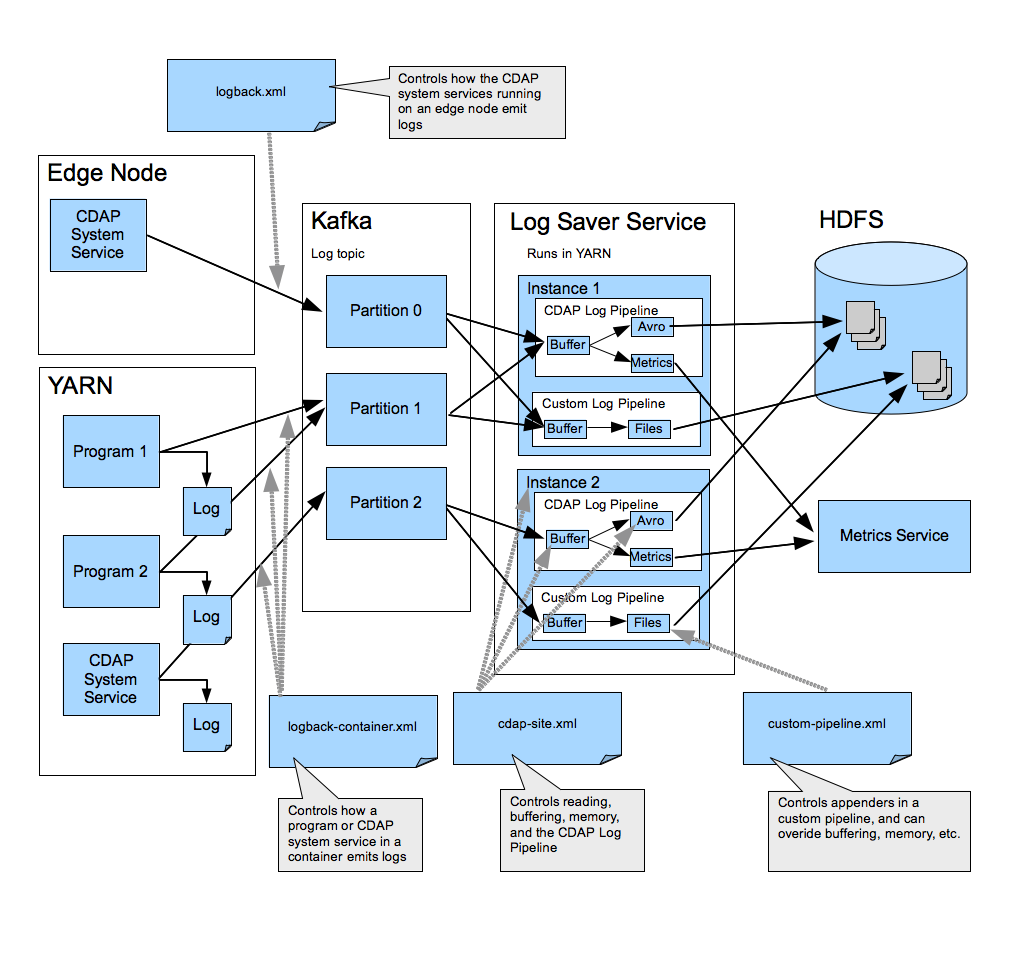 logback.xml
Controls how the CDAP
system services running
on an edge node emit
logs
Edge Node
CDAP
System
Service
Kafka
Log topic
Partition 0
Partition 1
Partition 2
Log Saver Service
Runs in YARN
Instance 1
CDAP Log Pipeline
Buffer
Avro
Metrics
Custom Log Pipeline
Buffer
Files
Instance 2
CDAP Log Pipeline
Buffer
Avro
Metrics
Custom Log Pipeline
Buffer
Files
HDFS
Metrics Service
YARN
Program 1
Log
Program 2
Log
CDAP
System
Service
Log
logback-container.xml
Controls how a
program or CDAP
system service in a
container emits logs
cdap-site.xml
Controls reading,
buffering, memory,
and the CDAP Log
Pipeline
custom-pipeline.xml
Controls appenders in a
custom pipeline, and can
overide buffering, memory, etc.